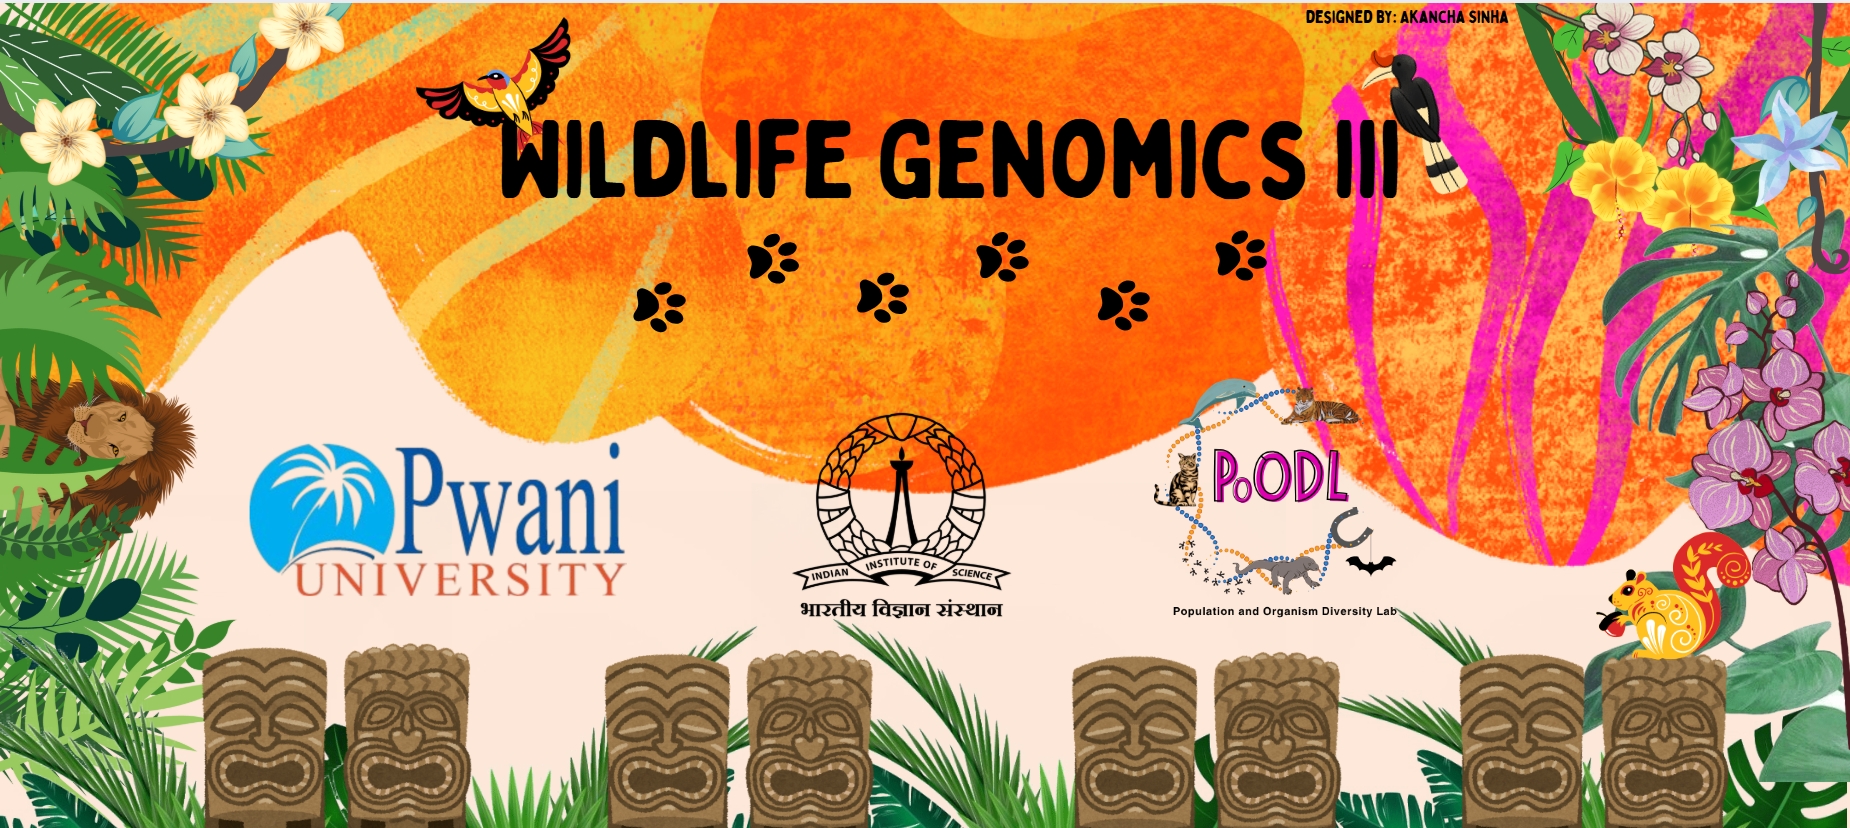 DESIGNED BY: AKANCHA SINHA
WILDLIFE GENOMICS III
Pwani
UNIVERSITY
INDIAN INSTITUTE OF SCIENCE
भारतीय विज्ञान संस्थान
PoODL
Population and Organism Diversity Lab